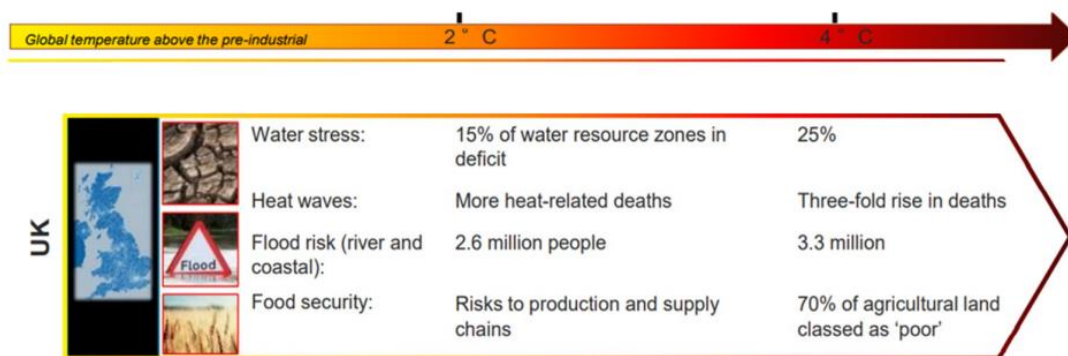 Global temperature above the pre-industrial
2 ° C
4 ° C
UK
Water stress:
15% of water resource zones in
deficit
25%
Heat waves:
More heat-related deaths
Three-fold rise in deaths
Flood
Flood risk (river and
coastal):
2.6 million people
3.3 million
Food security:
Risks to production and supply
chains
70% of agricultural land
classed as ‘poor’